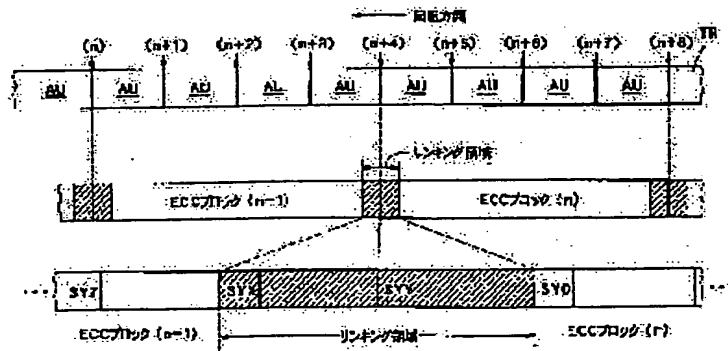 回転方向
(n) (n+1) (n+2) (n+3) (n+4) (n+5) (n+6) (n+7) (n+8) TR
AU AU AU AU AU AU AU AU AU
リンキング領域
ECCブロック(n-1) ECCブロック(n)
SYZ SYX SYY SY0
ECCブロック(n-1) リンキング領域 ECCブロック(n)